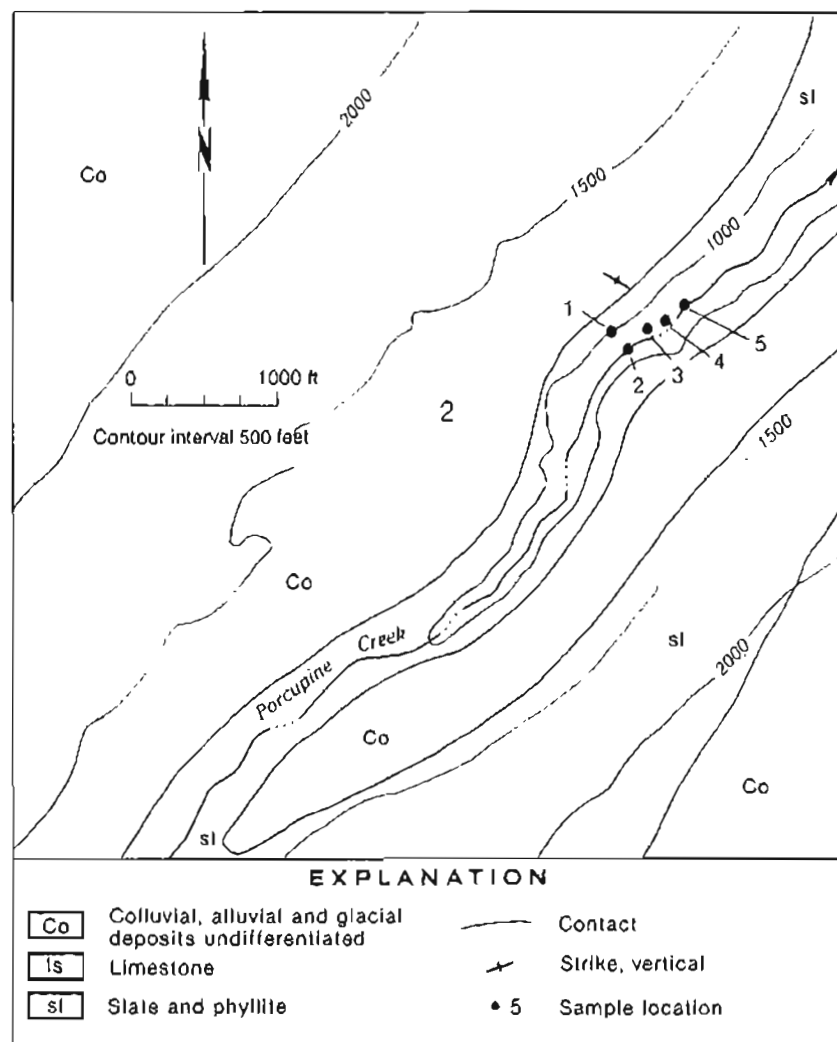 N
Co
2000
1500
sl
1000
1
2
3
4
5
0 1000 ft
Contour interval 500 feet
2
1500
Co
Porcupine Creek
Co
sl
2000
Co
sl
EXPLANATION
Co Colluvial, alluvial and glacial
deposits undifferentiated
ls Limestone
sl Slate and phyllite
Contact
Strike, vertical
5 Sample location